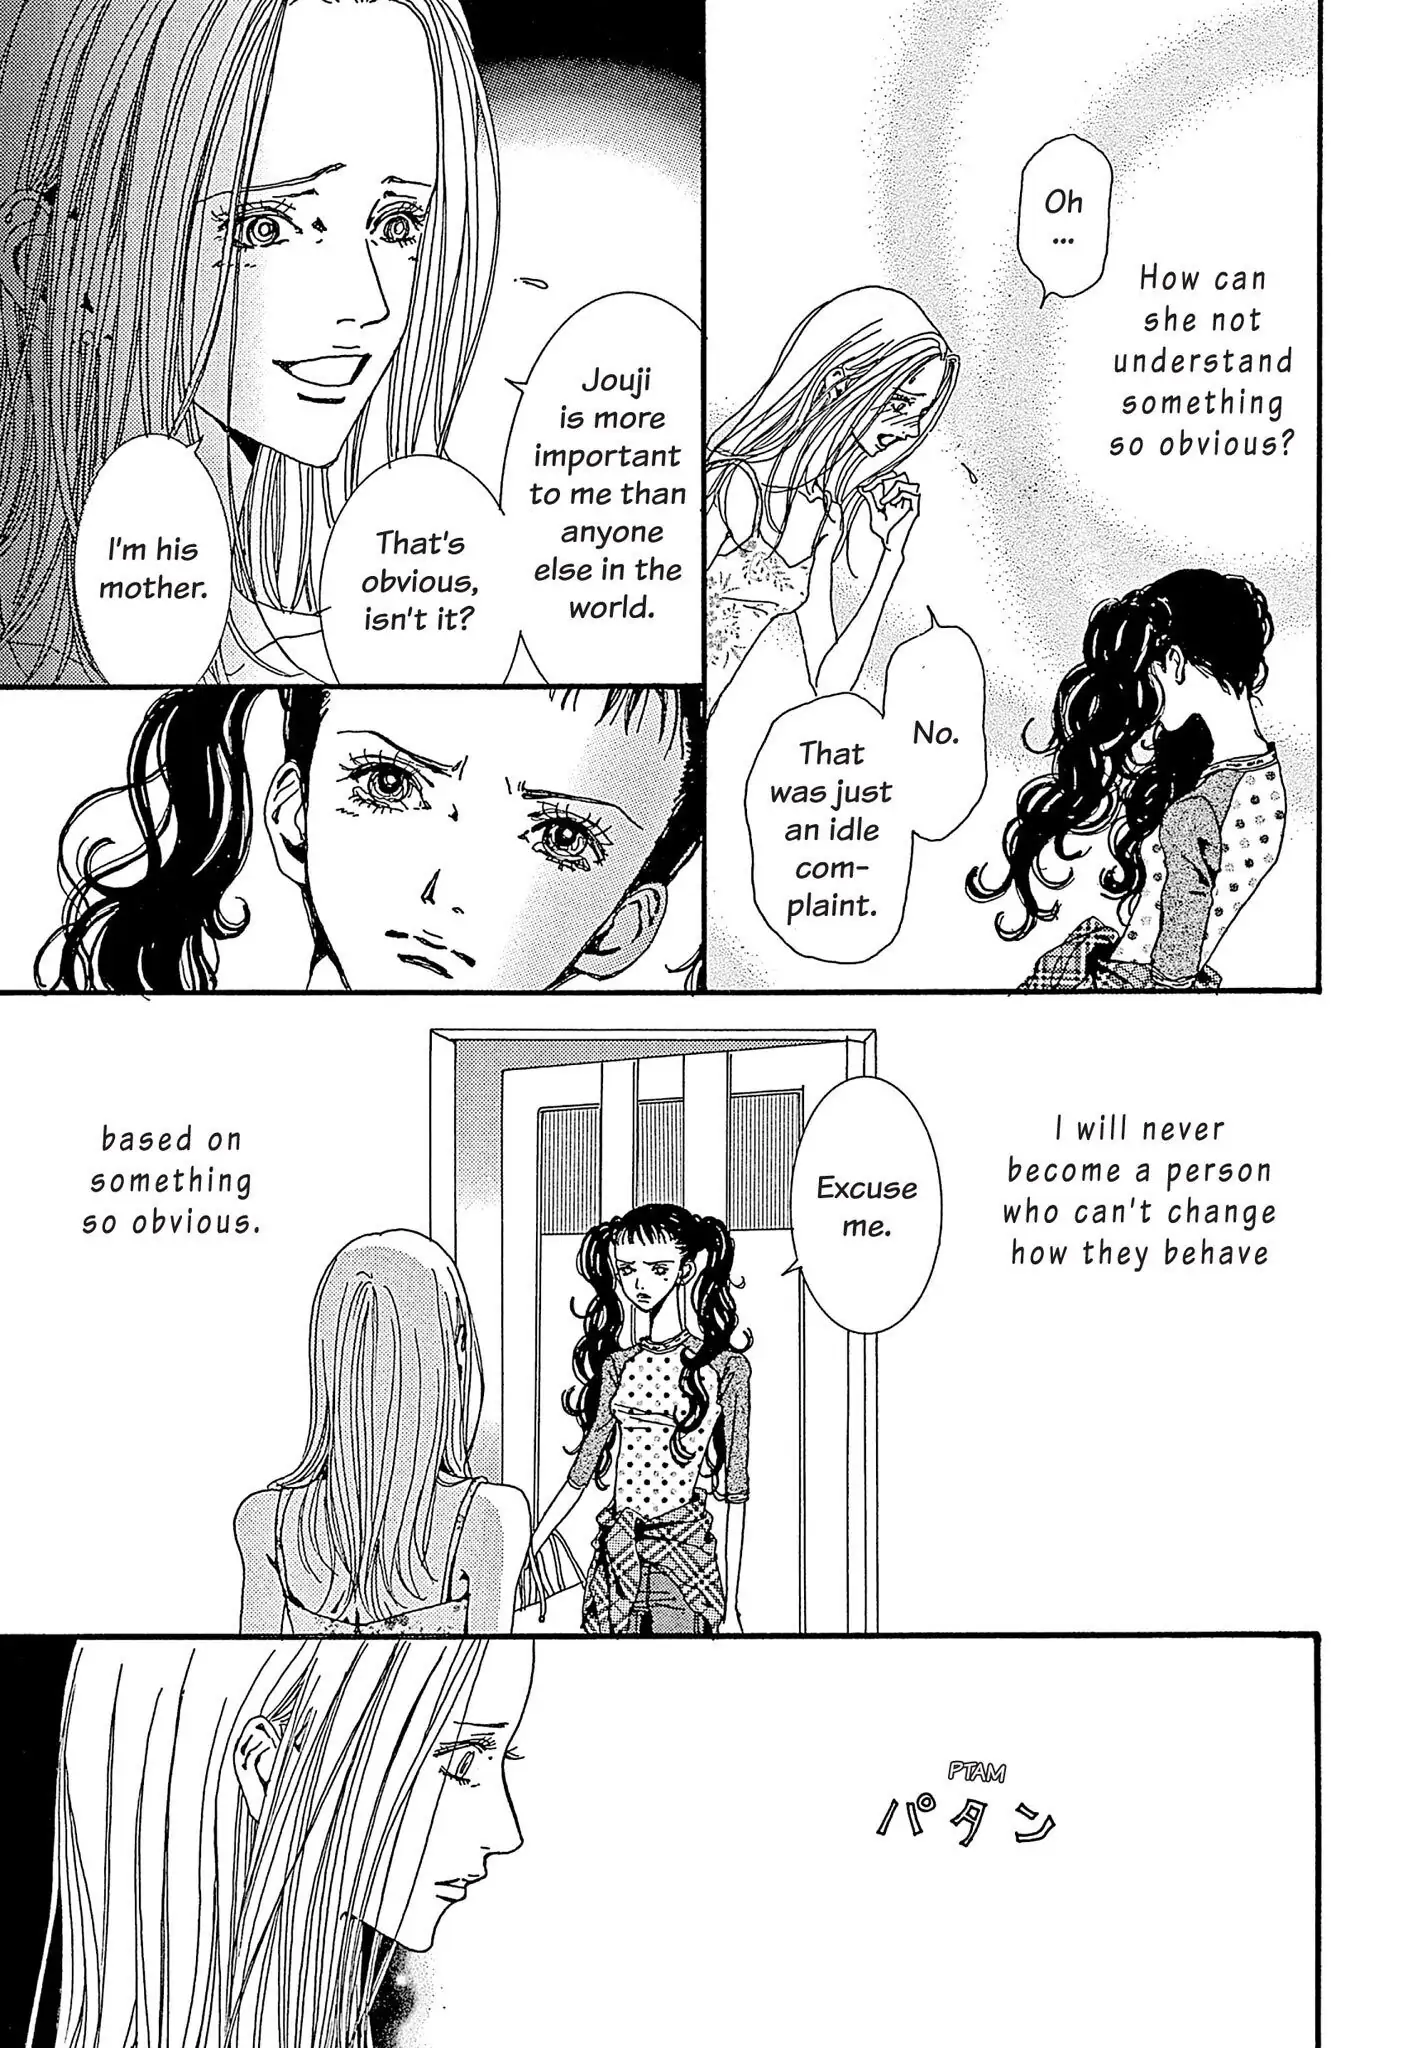 Oh
...
How can
she not
understand
something
so obvious?
No.
That
was just
an idle
com-
plaint.
Jouji
is more
important
to me than
anyone
else in the
world.
That's
obvious,
isn't it?
I'm his
mother.
I will never
become a person
who can't change
how they behave
Excuse
me.
based on
something
so obvious.
PTAM
パタン